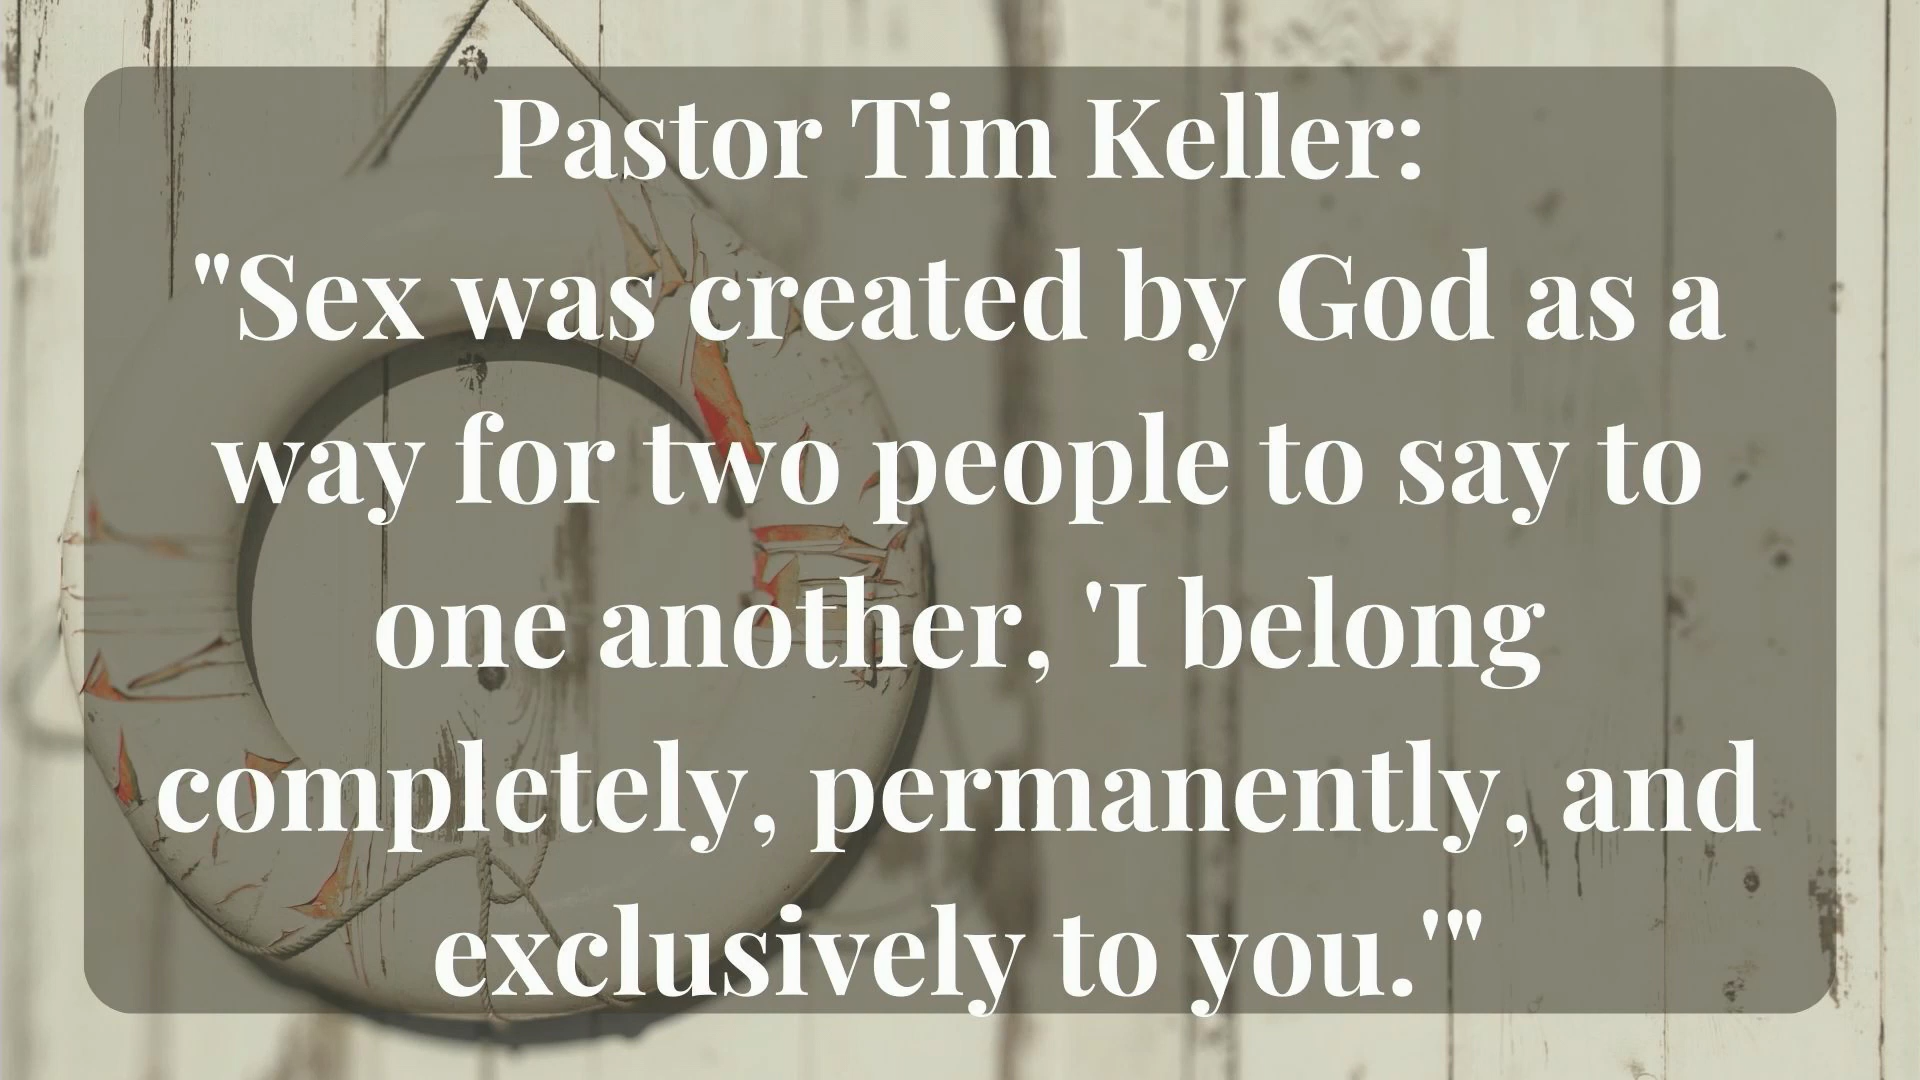 Pastor Tim Keller:
"Sex was created by God as a
way for two people to say to
one another, 'I belong
completely, permanently, and
exclusively to you.'"